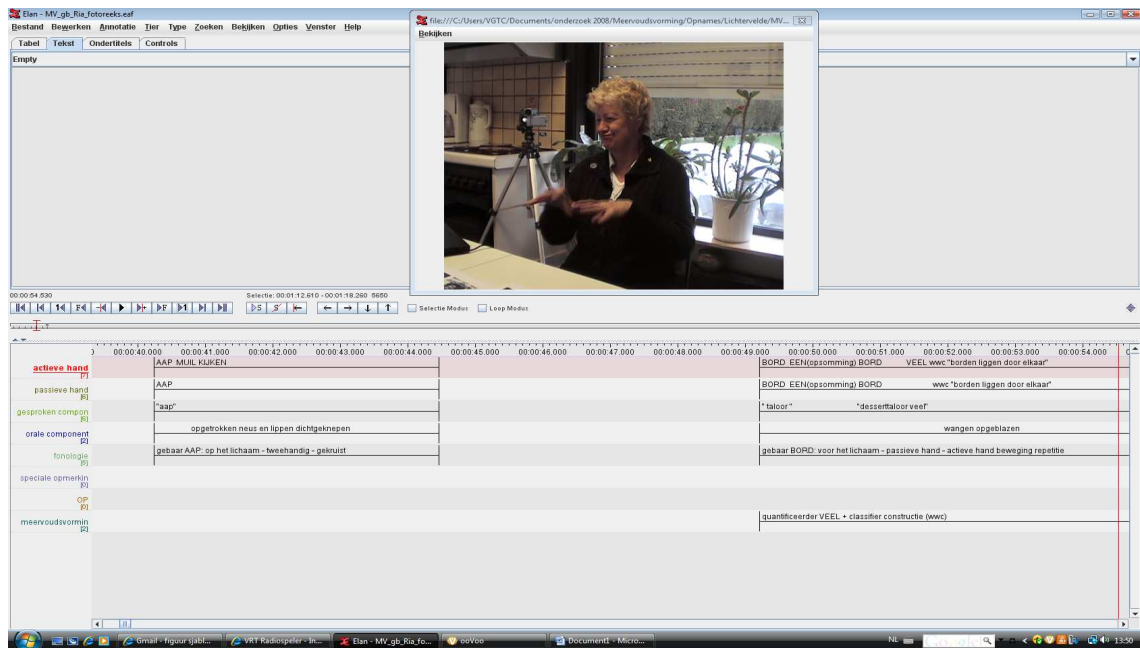 Elan - MV_gb_Ria_fotoreeks.eaf
Bestand Bewerken Annotatie Tier Type Zoeken Bekijken Opties Venster Help
file:///C:/Users/VGTC/Documents/onderzoek 2008/Meervoudsvorming/Opnames/Lichtervelde/MV...
Bekijken
Tabel Tekst Ondertitels Controls
Empty
00:00:54.530
Selectie: 00:01:12.610 - 00:01:18.260 5650
Selectie Modus Loop Modus
00:00:40.000 00:00:41.000 00:00:42.000 00:00:43.000 00:00:44.000 00:00:45.000 00:00:46.000 00:00:47.000 00:00:48.000 00:00:49.000 00:00:50.000 00:00:51.000 00:00:52.000 00:00:53.000 00:00:54.000
actieve hand
[7]
AAP MUIL KIJKEN
BORD EEN(opsomming) BORD VEEL wwc "borden liggen door elkaar"
passieve hand
[6]
AAP
BORD EEN(opsomming) BORD wwc "borden liggen door elkaar"
gesproken compon
[6]
"aap"
" taloor " "desserttaloor veel"
orale component
[2]
opgetrokken neus en lippen dichtgeknepen
wangen opgeblazen
fonologie
[5]
gebaar AAP: op het lichaam - tweehandig - gekruist
gebaar BORD: voor het lichaam - passieve hand - actieve hand beweging repetitie
speciale opmerkin
[0]
OP
[0]
meervoudsvormin
[2]
quantificeerder VEEL + classifier constructie (wwc)
Gmail - figuur sjabl... VRT Radiospeler - In... Elan - MV_gb_Ria_fo... ooVoo Document1 - Micro... NL 13:50